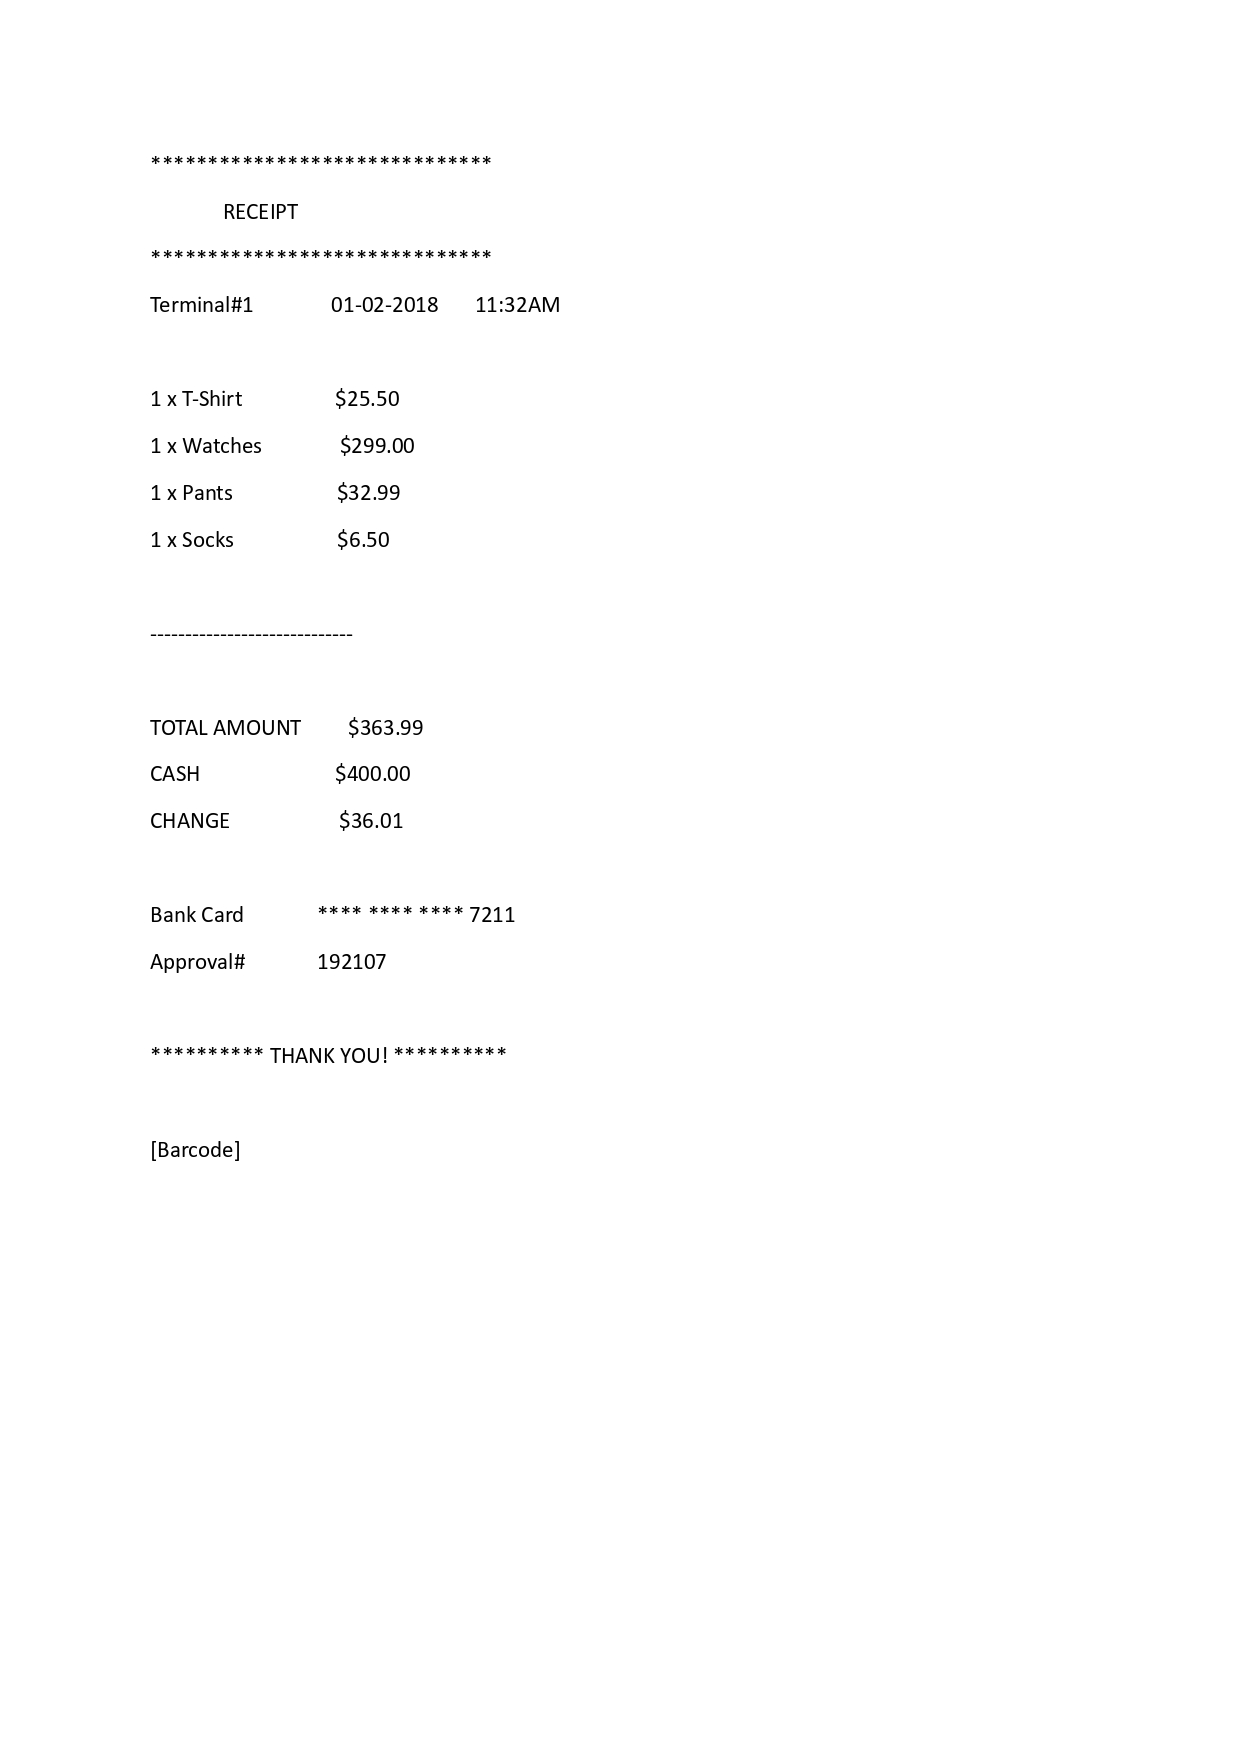 ******************************
RECEIPT
******************************
Terminal#1 01-02-2018 11:32AM
1 x T-Shirt $25.50
1 x Watches $299.00
1 x Pants $32.99
1 x Socks $6.50
-----------------------------
TOTAL AMOUNT $363.99
CASH $400.00
CHANGE $36.01
Bank Card **** **** **** 7211
Approval# 192107
********** THANK YOU! **********
[Barcode]